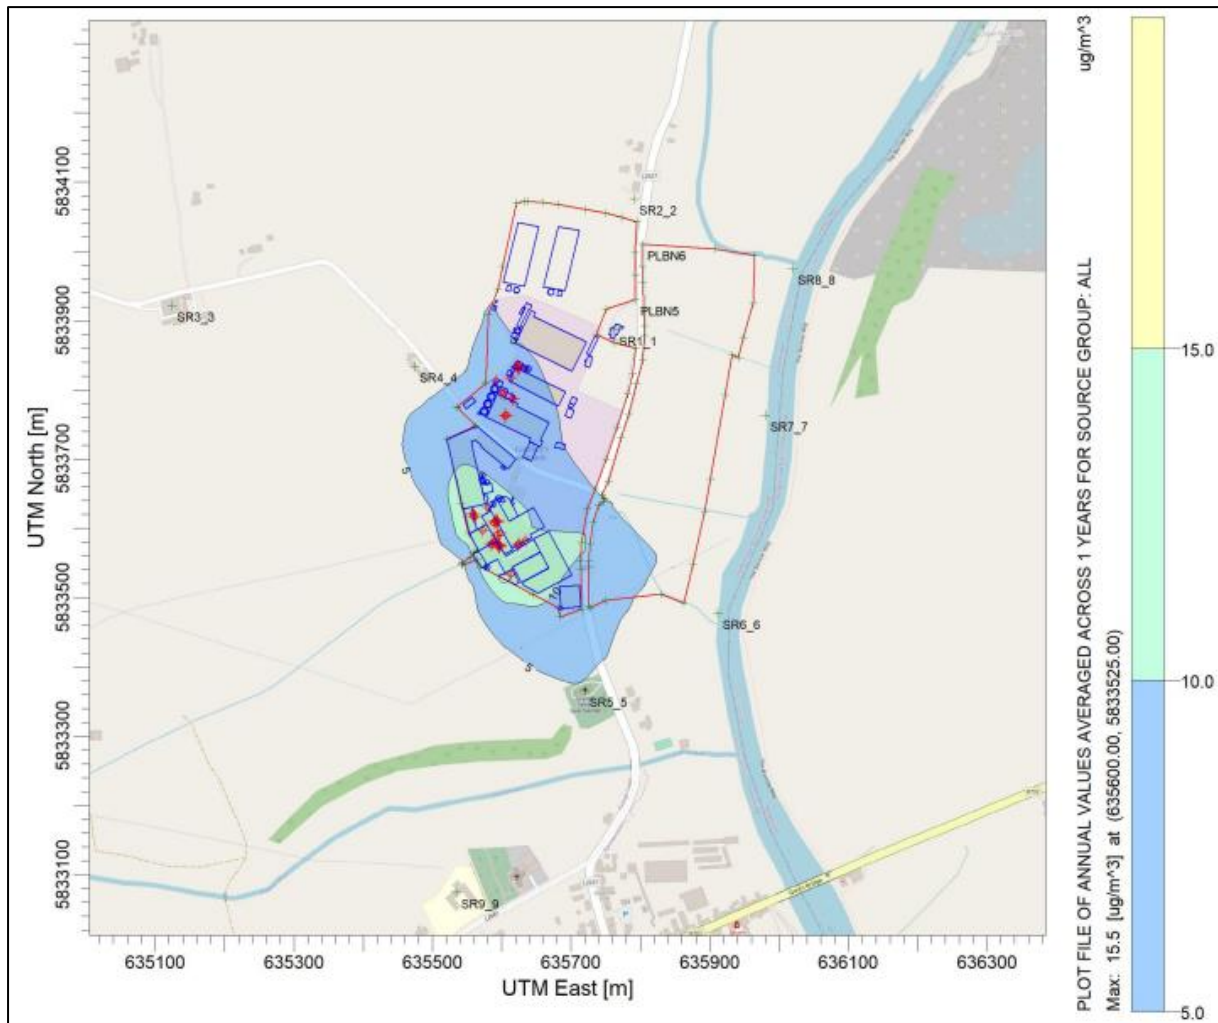 ug/m^3
PLOT FILE OF ANNUAL VALUES AVERAGED ACROSS 1 YEARS FOR SOURCE GROUP: ALL
Max: 15.5 [ug/m^3] at (635600.00, 5833525.00)
15.0
10.0
5.0
UTM North [m]
5834100
5833900
5833700
5833500
5833300
5833100
SR2_2
PLBN6
SR8_8
SR3_3
PLBN5
SR1_1
SR4_4
SR7_7
5
10
SR6_6
5
SR5_5
SR9_9
635100 635300 635500 635700 635900 636100 636300
UTM East [m]